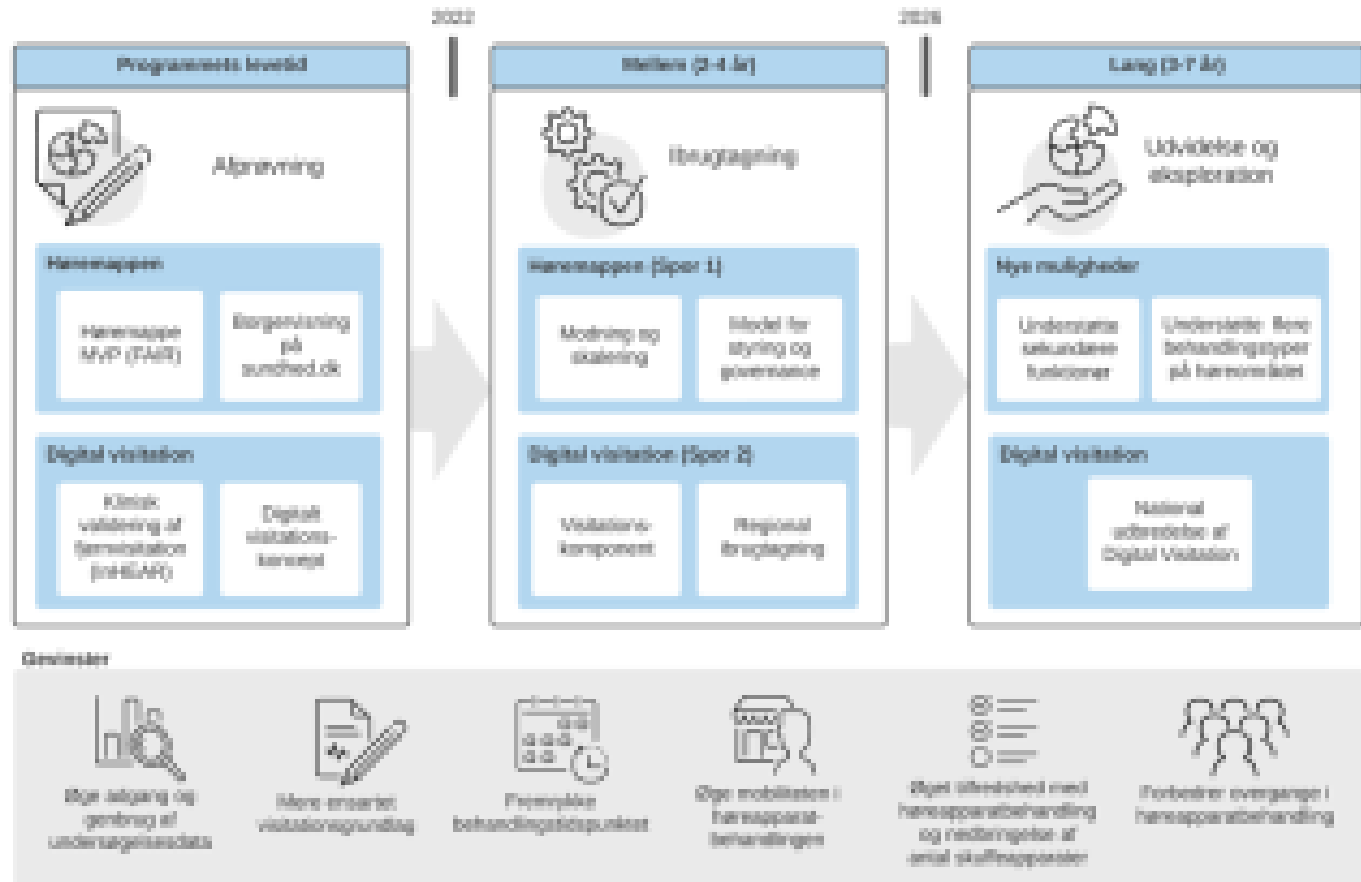 2022
2026
Programmets levetid
Mellem (2-4 år)
Lang (3-7 år)
Afprøvning
Ibrugtagning
Udvidelse og
eksploration
Høremappen
Høremappe
MVP (FAIR)
Borgervisning
på
sundhed.dk
Høremappen (Spor 1)
Modning og
skalering
Model for
styring og
governance
Nye muligheder
Understøtte
sekundære
funktioner
Understøtte flere
behandlingstyper
på høreområdet
Digital visitation
Klinisk
validering af
fjernvisitation
(InHEAR)
Digitalt
visitations-
koncept
Digital visitation (Spor 2)
Visitations-
komponent
Regional
ibrugtagning
Digital visitation
National
udbredelse af
Digital Visitation
Gevinster
Øge adgang og
genbrug af
undersøgelsesdata
Mere ensartet
visitationsgrundlag
Fremrykke
behandlingstidspunktet
Øge mobiliteten i
høreapparat-
behandlingen
Øget tilfredshed med
høreapparatbehandling
og nedbringelse af
antal skuffeapparater
Forbedrer overgange i
høreapparatbehandling